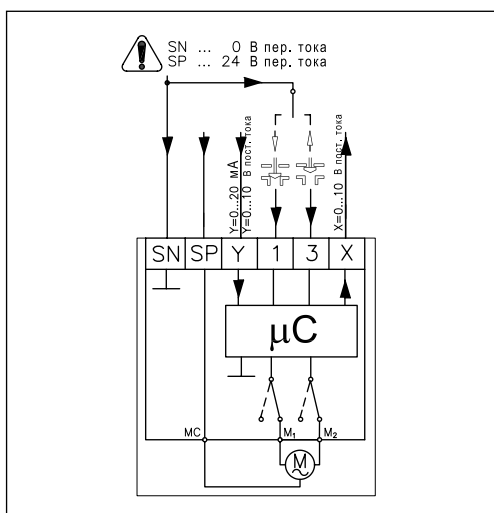 SN ... 0 В пер. тока
SP ... 24 В пер. тока
Y=0...20 мА
Y=0...10 В пост. тока
X=0...10 В пост. тока
SN SP Y 1 3 X
μC
MC M₁ M₂
M